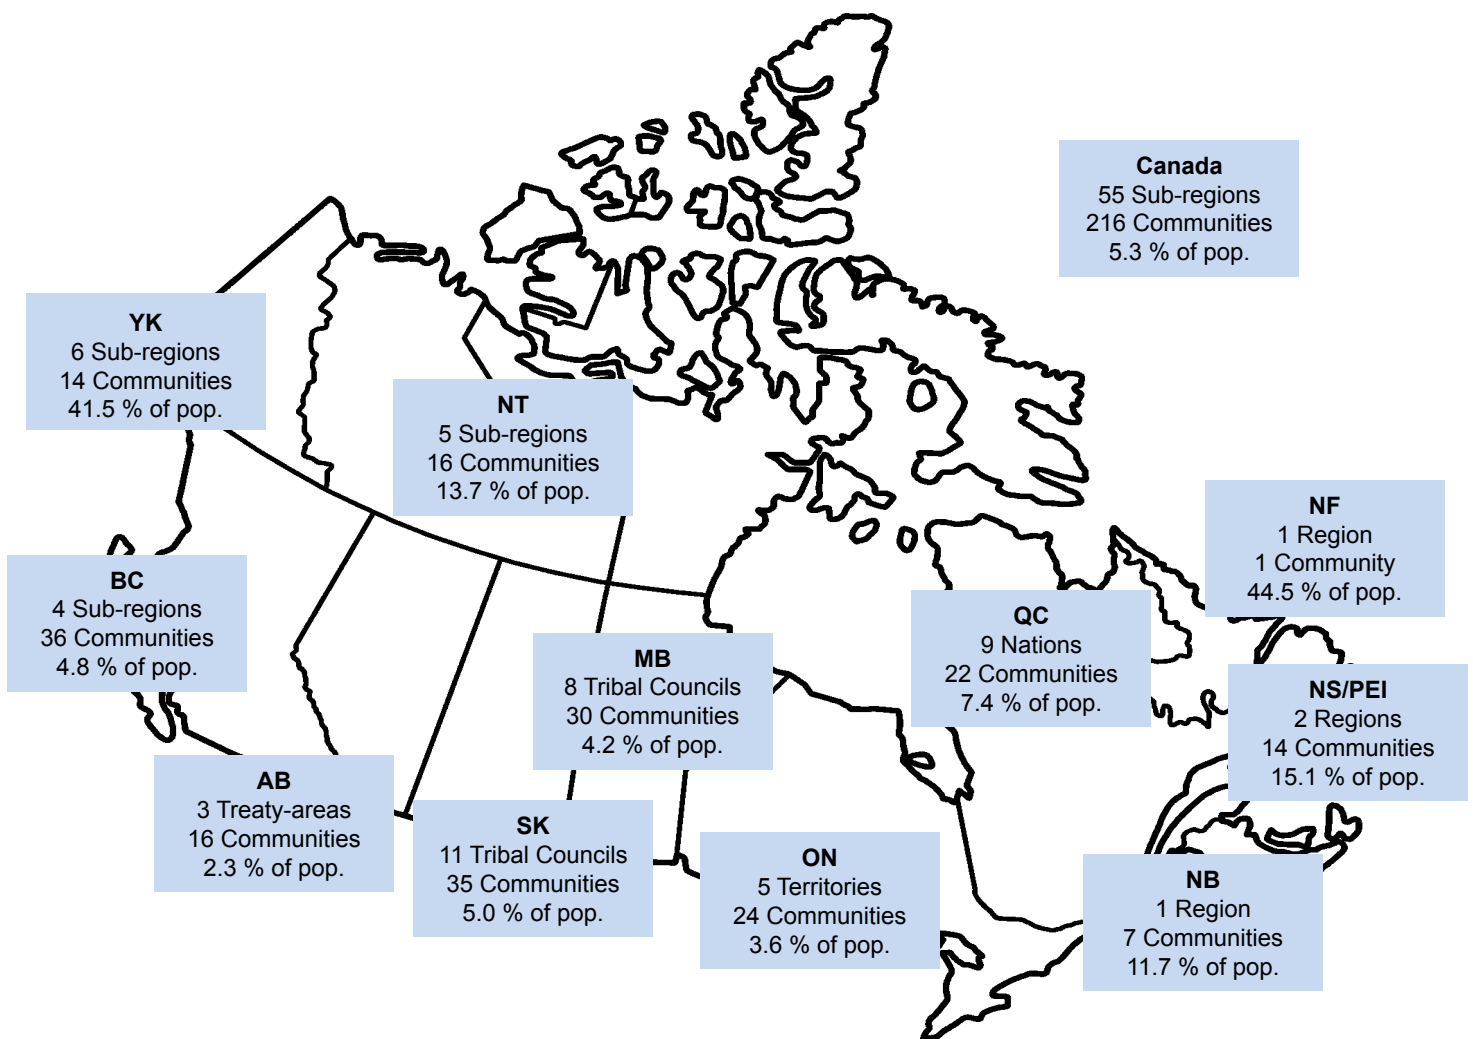 Canada
55 Sub-regions
216 Communities
5.3 % of pop.
YK
6 Sub-regions
14 Communities
41.5 % of pop.
NT
5 Sub-regions
16 Communities
13.7 % of pop.
NF
1 Region
1 Community
44.5 % of pop.
BC
4 Sub-regions
36 Communities
4.8 % of pop.
QC
9 Nations
22 Communities
7.4 % of pop.
MB
8 Tribal Councils
30 Communities
4.2 % of pop.
NS/PEI
2 Regions
14 Communities
15.1 % of pop.
AB
3 Treaty-areas
16 Communities
2.3 % of pop.
SK
11 Tribal Councils
35 Communities
5.0 % of pop.
ON
5 Territories
24 Communities
3.6 % of pop.
NB
1 Region
7 Communities
11.7 % of pop.